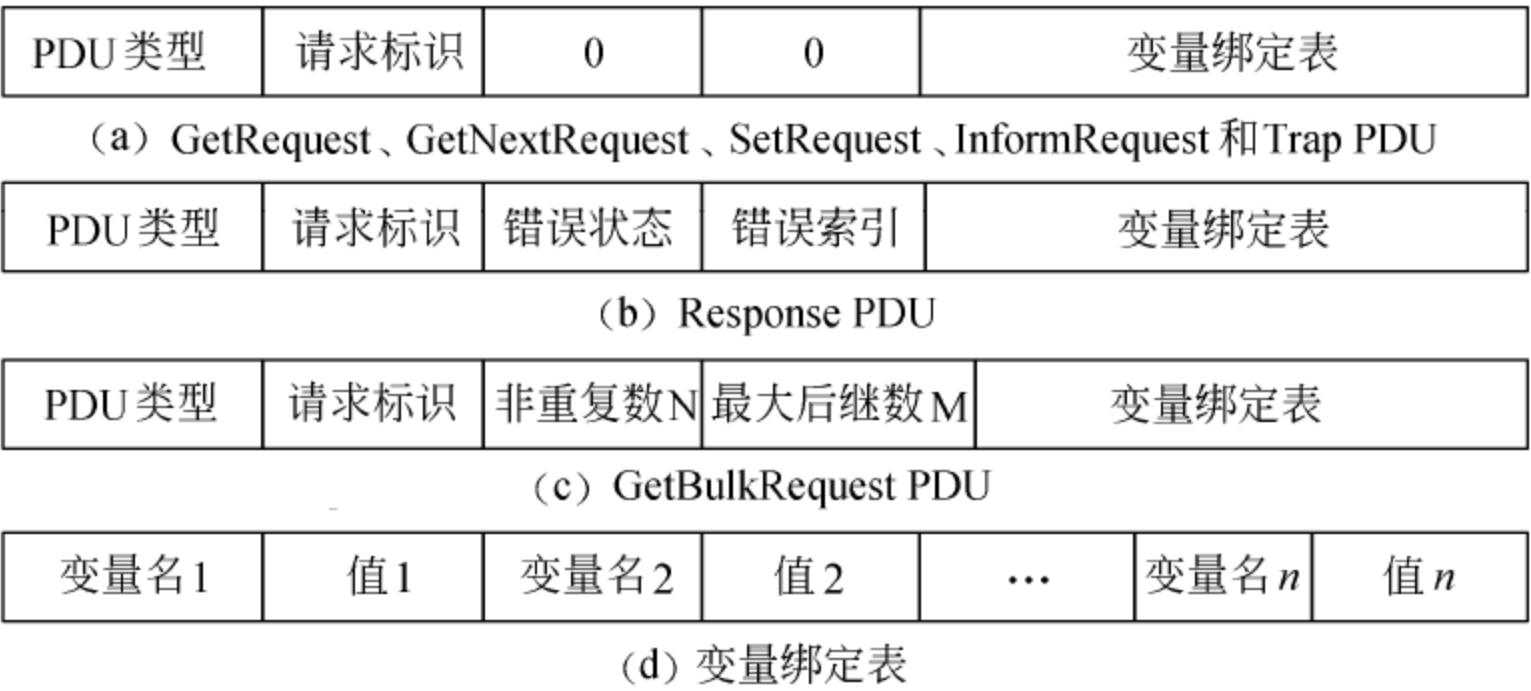 PDU类型 请求标识 0 0 变量绑定表
（a）GetRequest、GetNextRequest、SetRequest、InformRequest和Trap PDU
PDU类型 请求标识 错误状态 错误索引 变量绑定表
（b）Response PDU
PDU类型 请求标识 非重复数N 最大后继数M 变量绑定表
（c）GetBulkRequest PDU
变量名1 值1 变量名2 值2 … 变量名n 值n
（d）变量绑定表